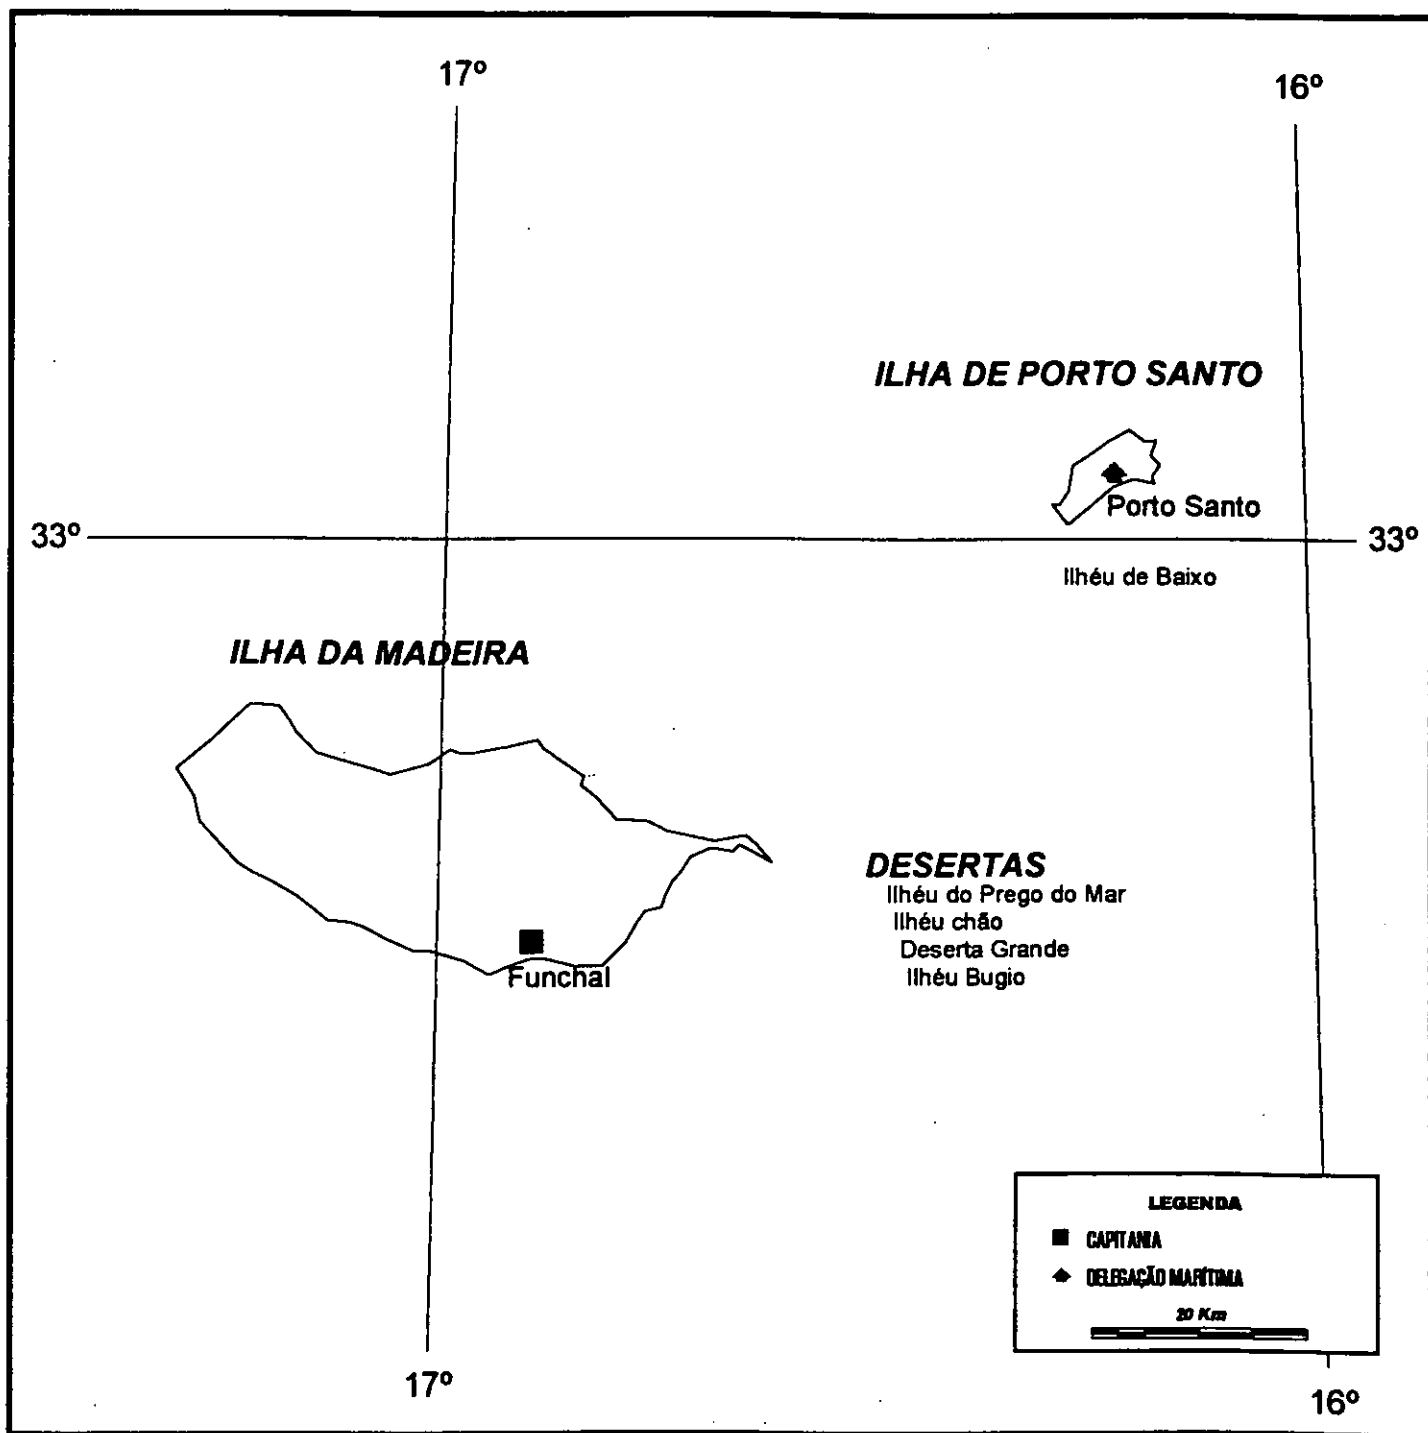 17º
16º
ILHA DE PORTO SANTO
Porto Santo
33º
33º
Ilhéu de Baixo
ILHA DA MADEIRA
DESERTAS
Ilhéu do Prego do Mar
Ilhéu chão
Deserta Grande
Ilhéu Bugio
Funchal
LEGENDA
CAPITANIA
DELEGAÇÃO MARÍTIMA
20 Km
17º
16º